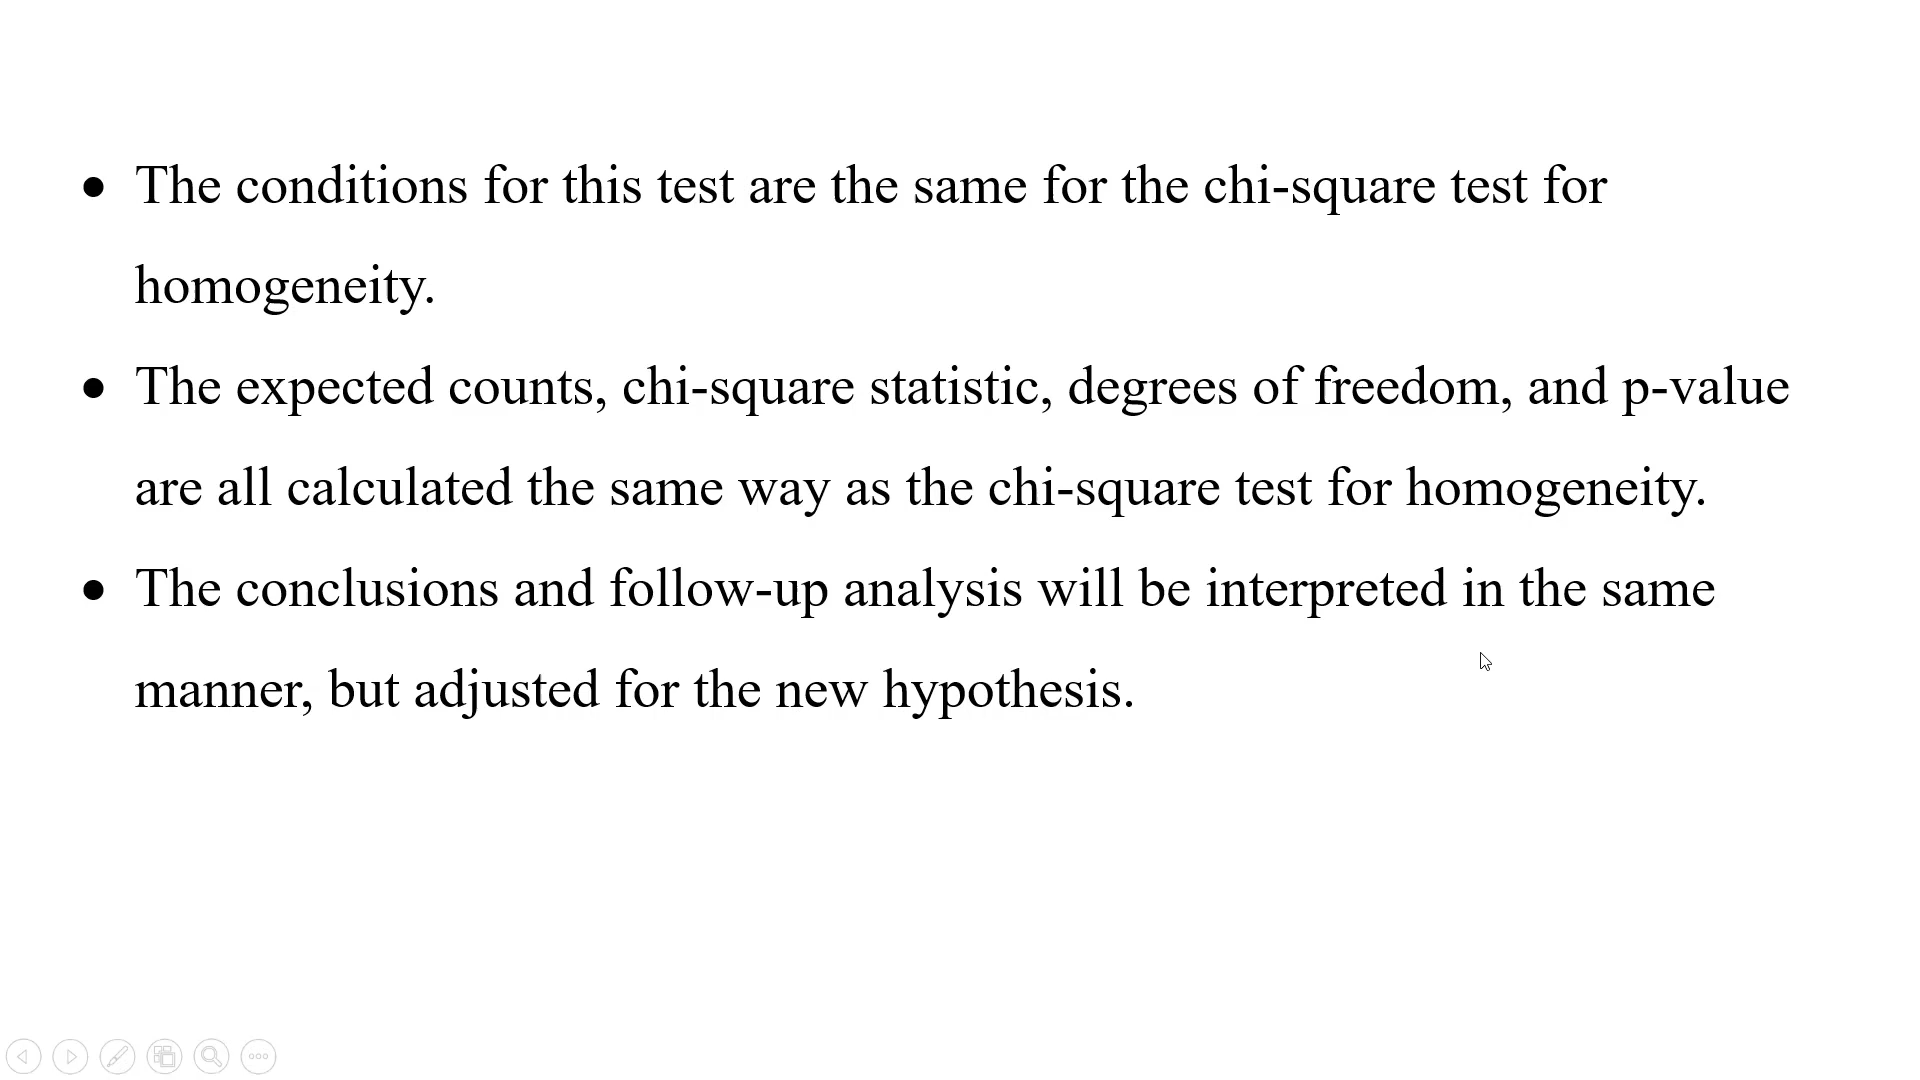 • The conditions for this test are the same for the chi-square test for
homogeneity.
• The expected counts, chi-square statistic, degrees of freedom, and p-value
are all calculated the same way as the chi-square test for homogeneity.
• The conclusions and follow-up analysis will be interpreted in the same
manner, but adjusted for the new hypothesis.